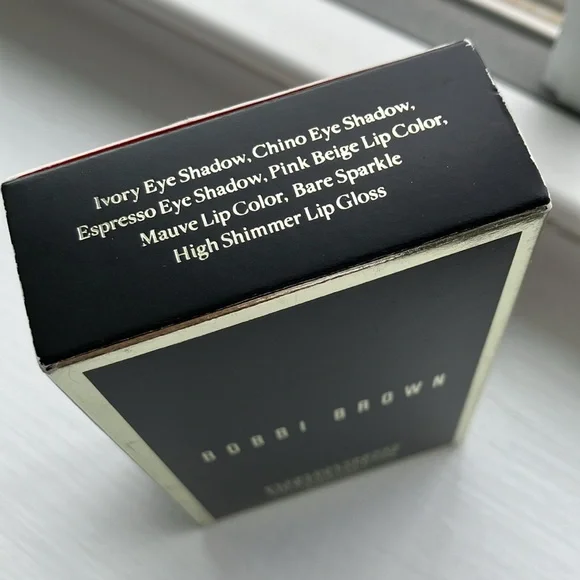 Ivory Eye Shadow, Chino Eye Shadow,
Espresso Eye Shadow, Pink Beige Lip Color,
Mauve Lip Color, Bare Sparkle
High Shimmer Lip Gloss
BOBBI BROWN